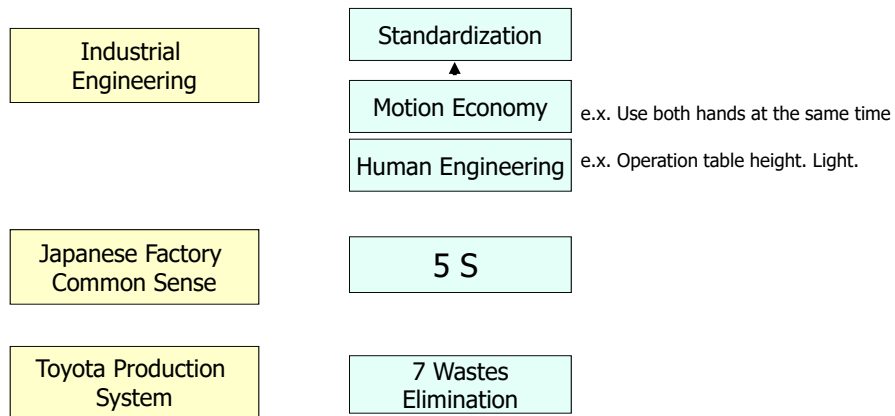 Industrial
Engineering
Standardization
Motion Economy
e.x. Use both hands at the same time
Human Engineering
e.x. Operation table height. Light.
Japanese Factory
Common Sense
5 S
Toyota Production
System
7 Wastes
Elimination